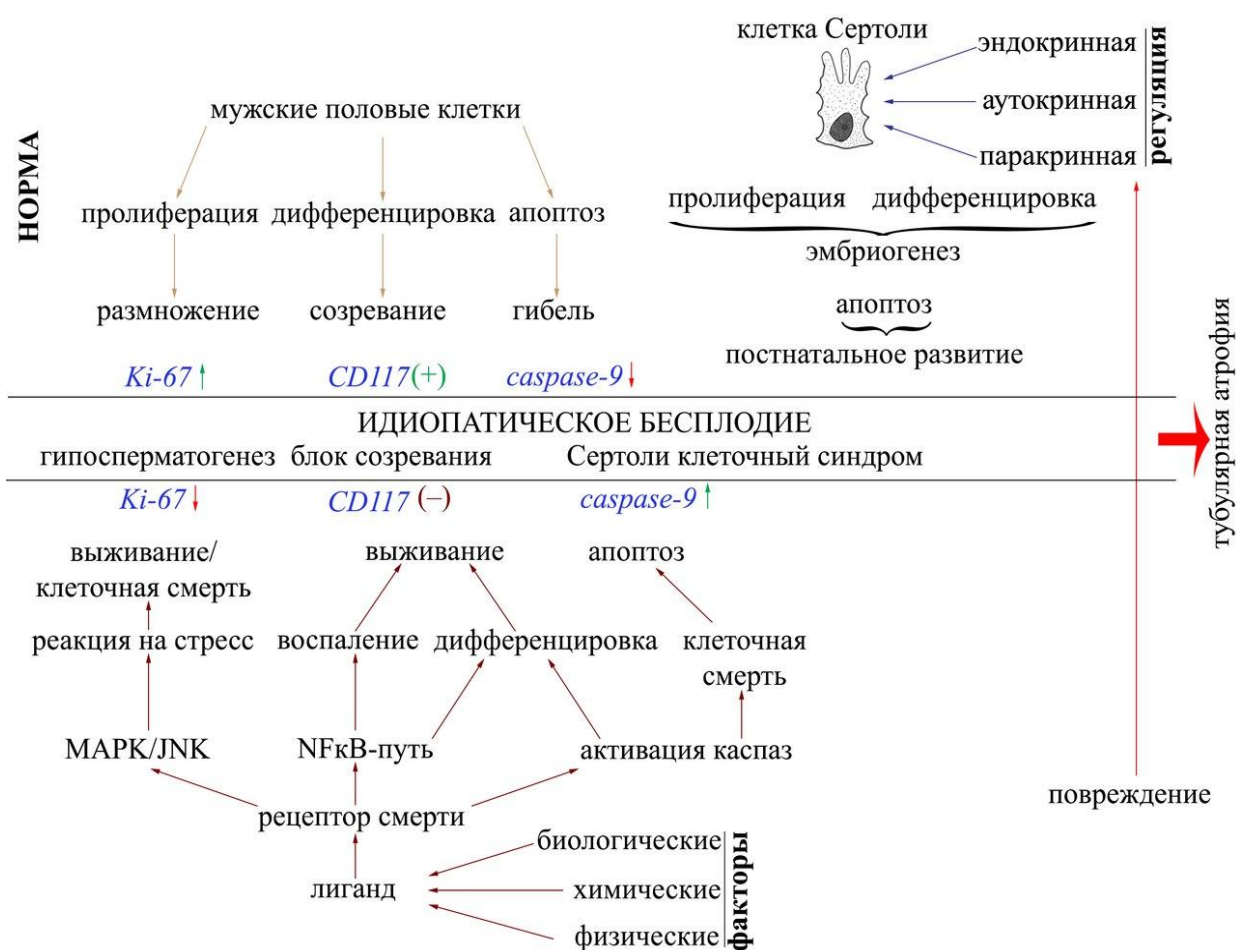 клетка Сертоли
эндокринная
аутокринная
паракринная
регуляция
НОРМА
мужские половые клетки
пролиферация дифференцировка апоптоз
размножение созревание гибель
Ki-67↑ CD117(+) caspase-9↓
пролиферация дифференцировка
эмбриогенез
апоптоз
постнатальное развитие
ИДИОПАТИЧЕСКОЕ БЕСПЛОДИЕ
гипосперматогенез блок созревания Сертоли клеточный синдром
тубулярная атрофия
Ki-67↓ CD117 (–) caspase-9↑
выживание/
клеточная смерть
выживание
апоптоз
реакция на стресс
воспаление
дифференцировка
клеточная
смерть
MAPK/JNK
NFκB-путь
активация каспаз
повреждение
рецептор смерти
лиганд
биологические
химические
физические
факторы